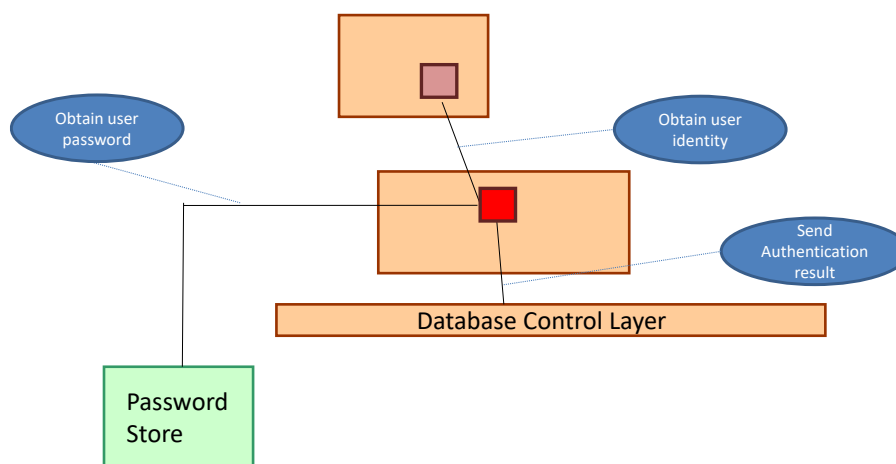 Obtain user
password
Obtain user
identity
Send
Authentication
result
Database Control Layer
Password
Store